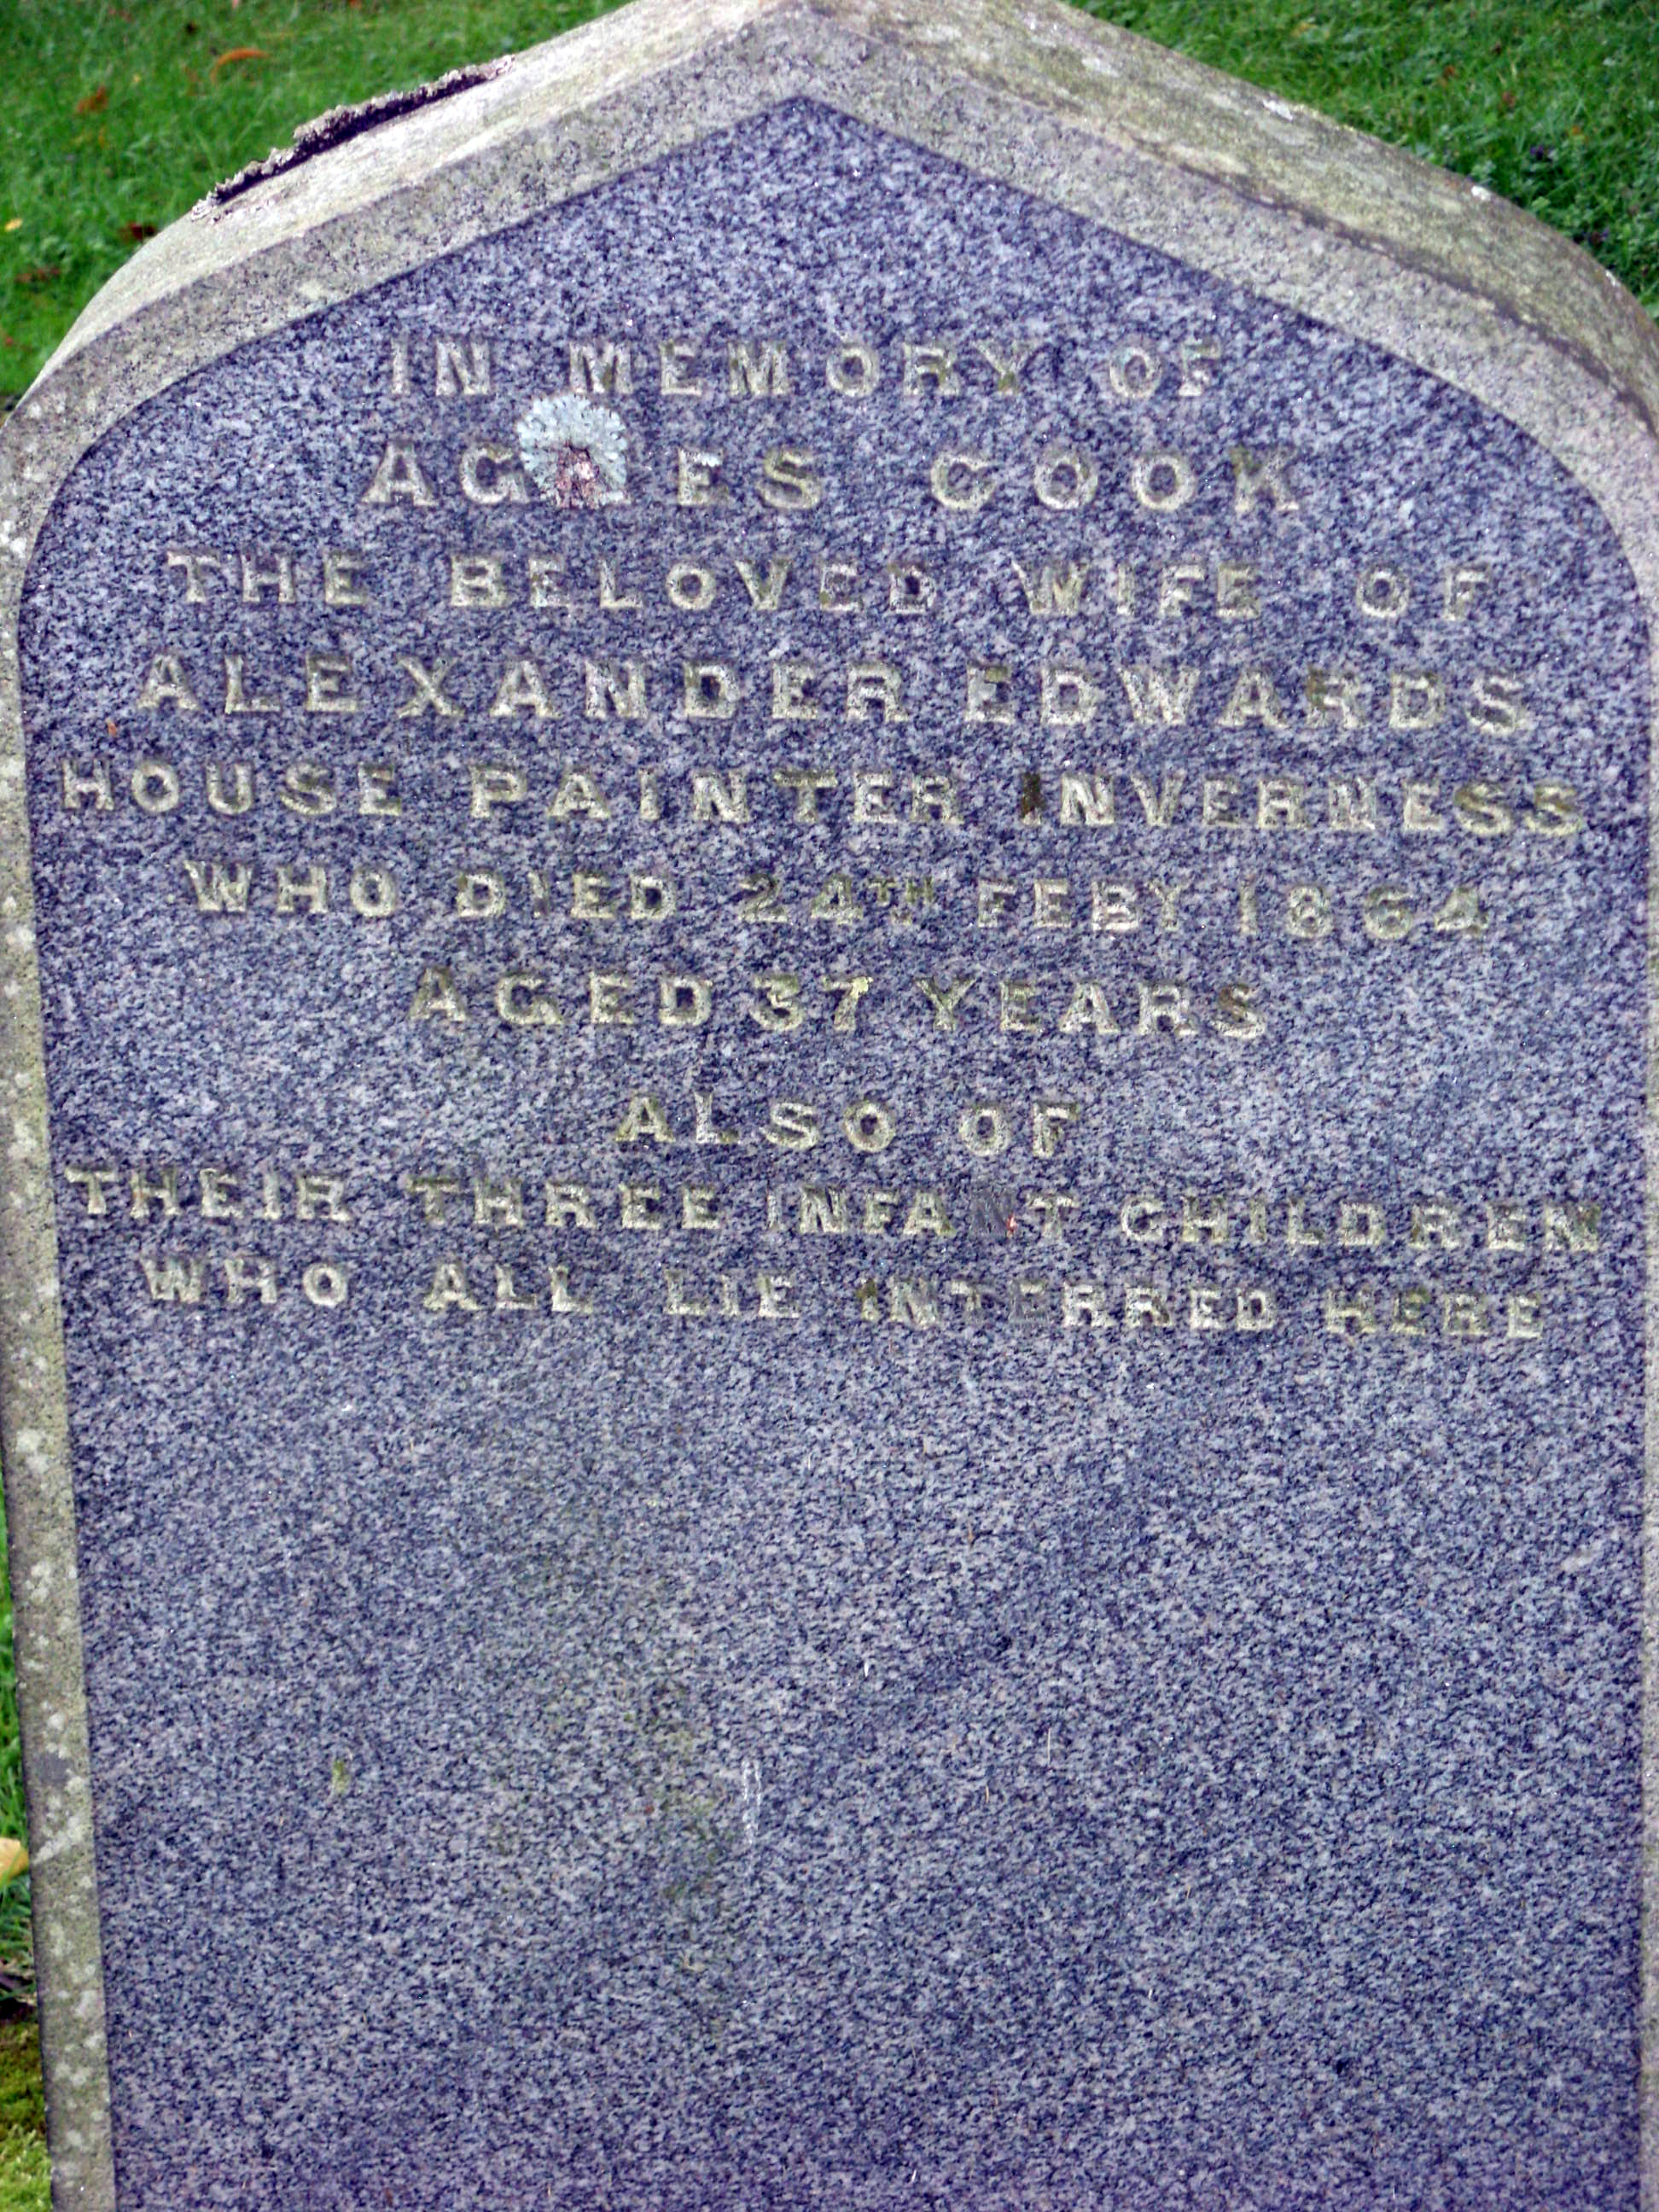 IN MEMORY OF
AGNES COOK
THE BELOVED WIFE OF
ALEXANDER EDWARDS
HOUSE PAINTER INVERNESS
WHO DIED 24TH FEBY 1864
AGED 37 YEARS
ALSO OF
THEIR THREE INFANT CHILDREN
WHO ALL LIE INTERRED HERE